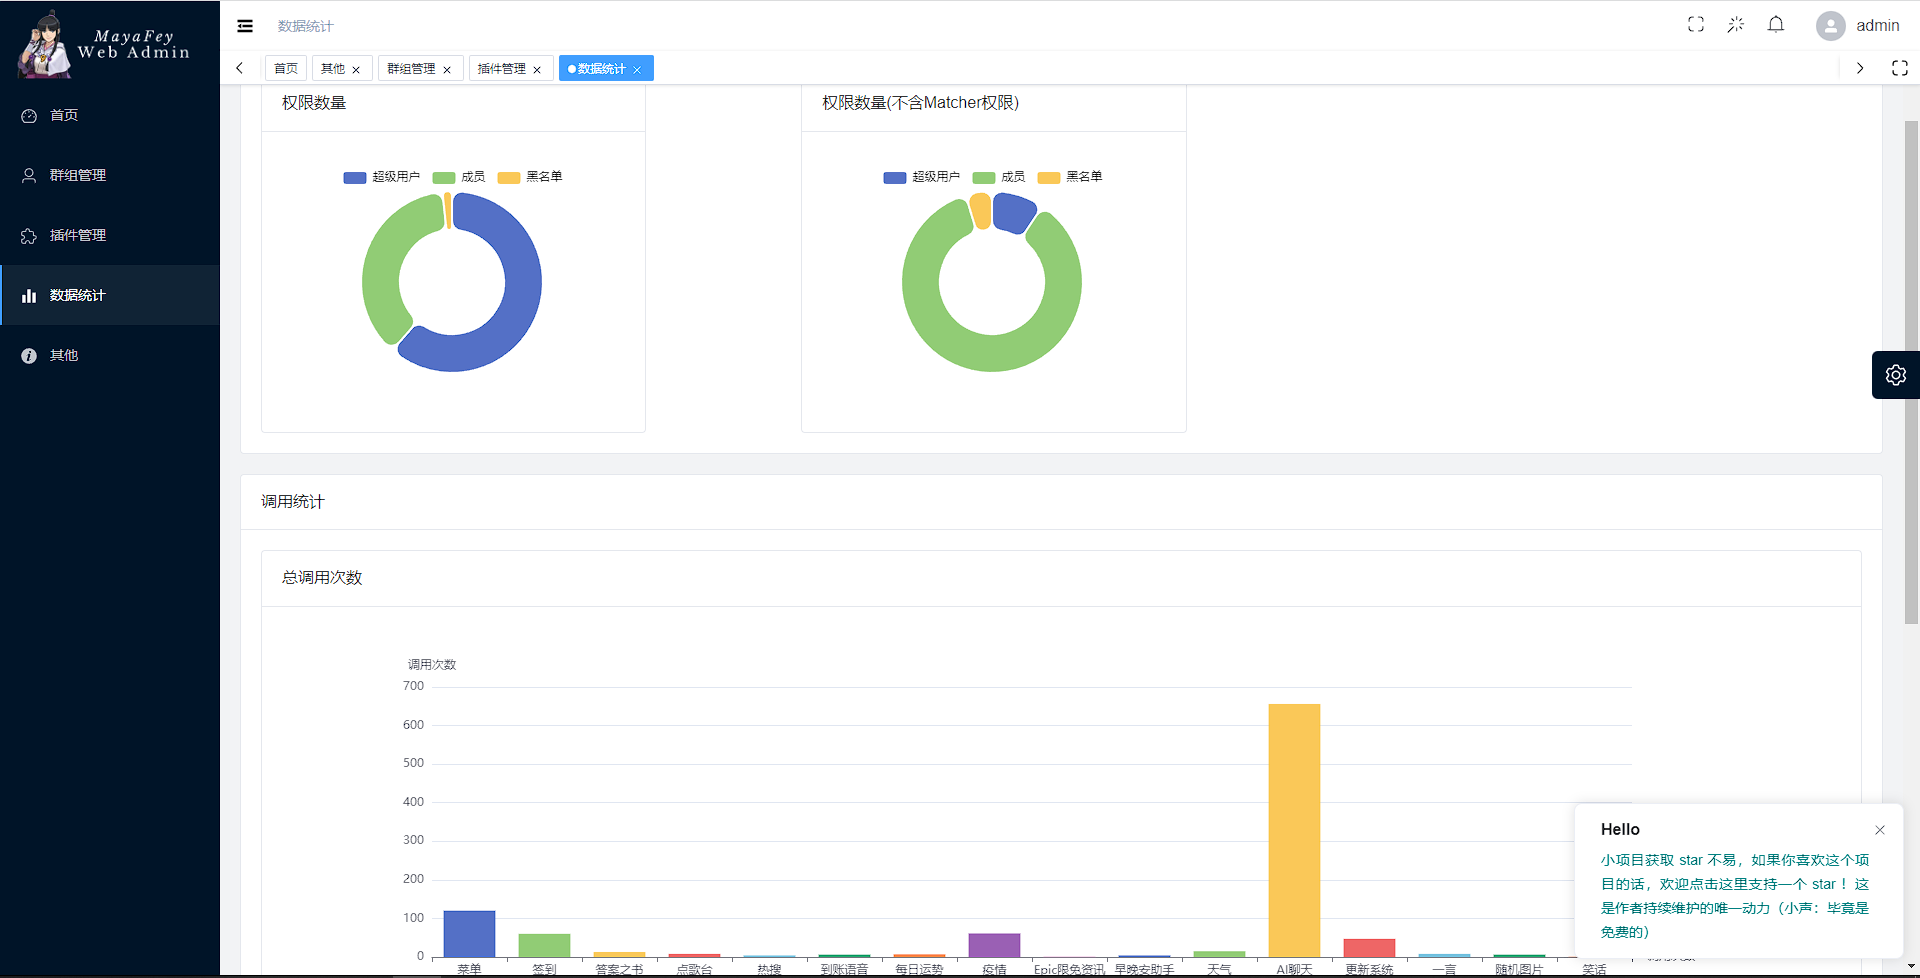 MayaFey
Web Admin
首页
群组管理
插件管理
数据统计
其他
数据统计
admin
首页 其他 群组管理 插件管理 数据统计
权限数量
超级用户 成员 黑名单
权限数量(不含Matcher权限)
超级用户 成员 黑名单
调用统计
总调用次数
调用次数
700
600
500
400
300
200
100
0
菜单 签到 答案之书 点歌台 热搜 到账语音 每日运势 疫情 Epic限免资讯 早晚安助手 天气 AI聊天 更新系统 一言 随机图片 笑话
Hello
小项目获取 star 不易，如果你喜欢这个项
目的话，欢迎点击这里支持一个 star！这
是作者持续维护的唯一动力（小声：毕竟是
免费的）